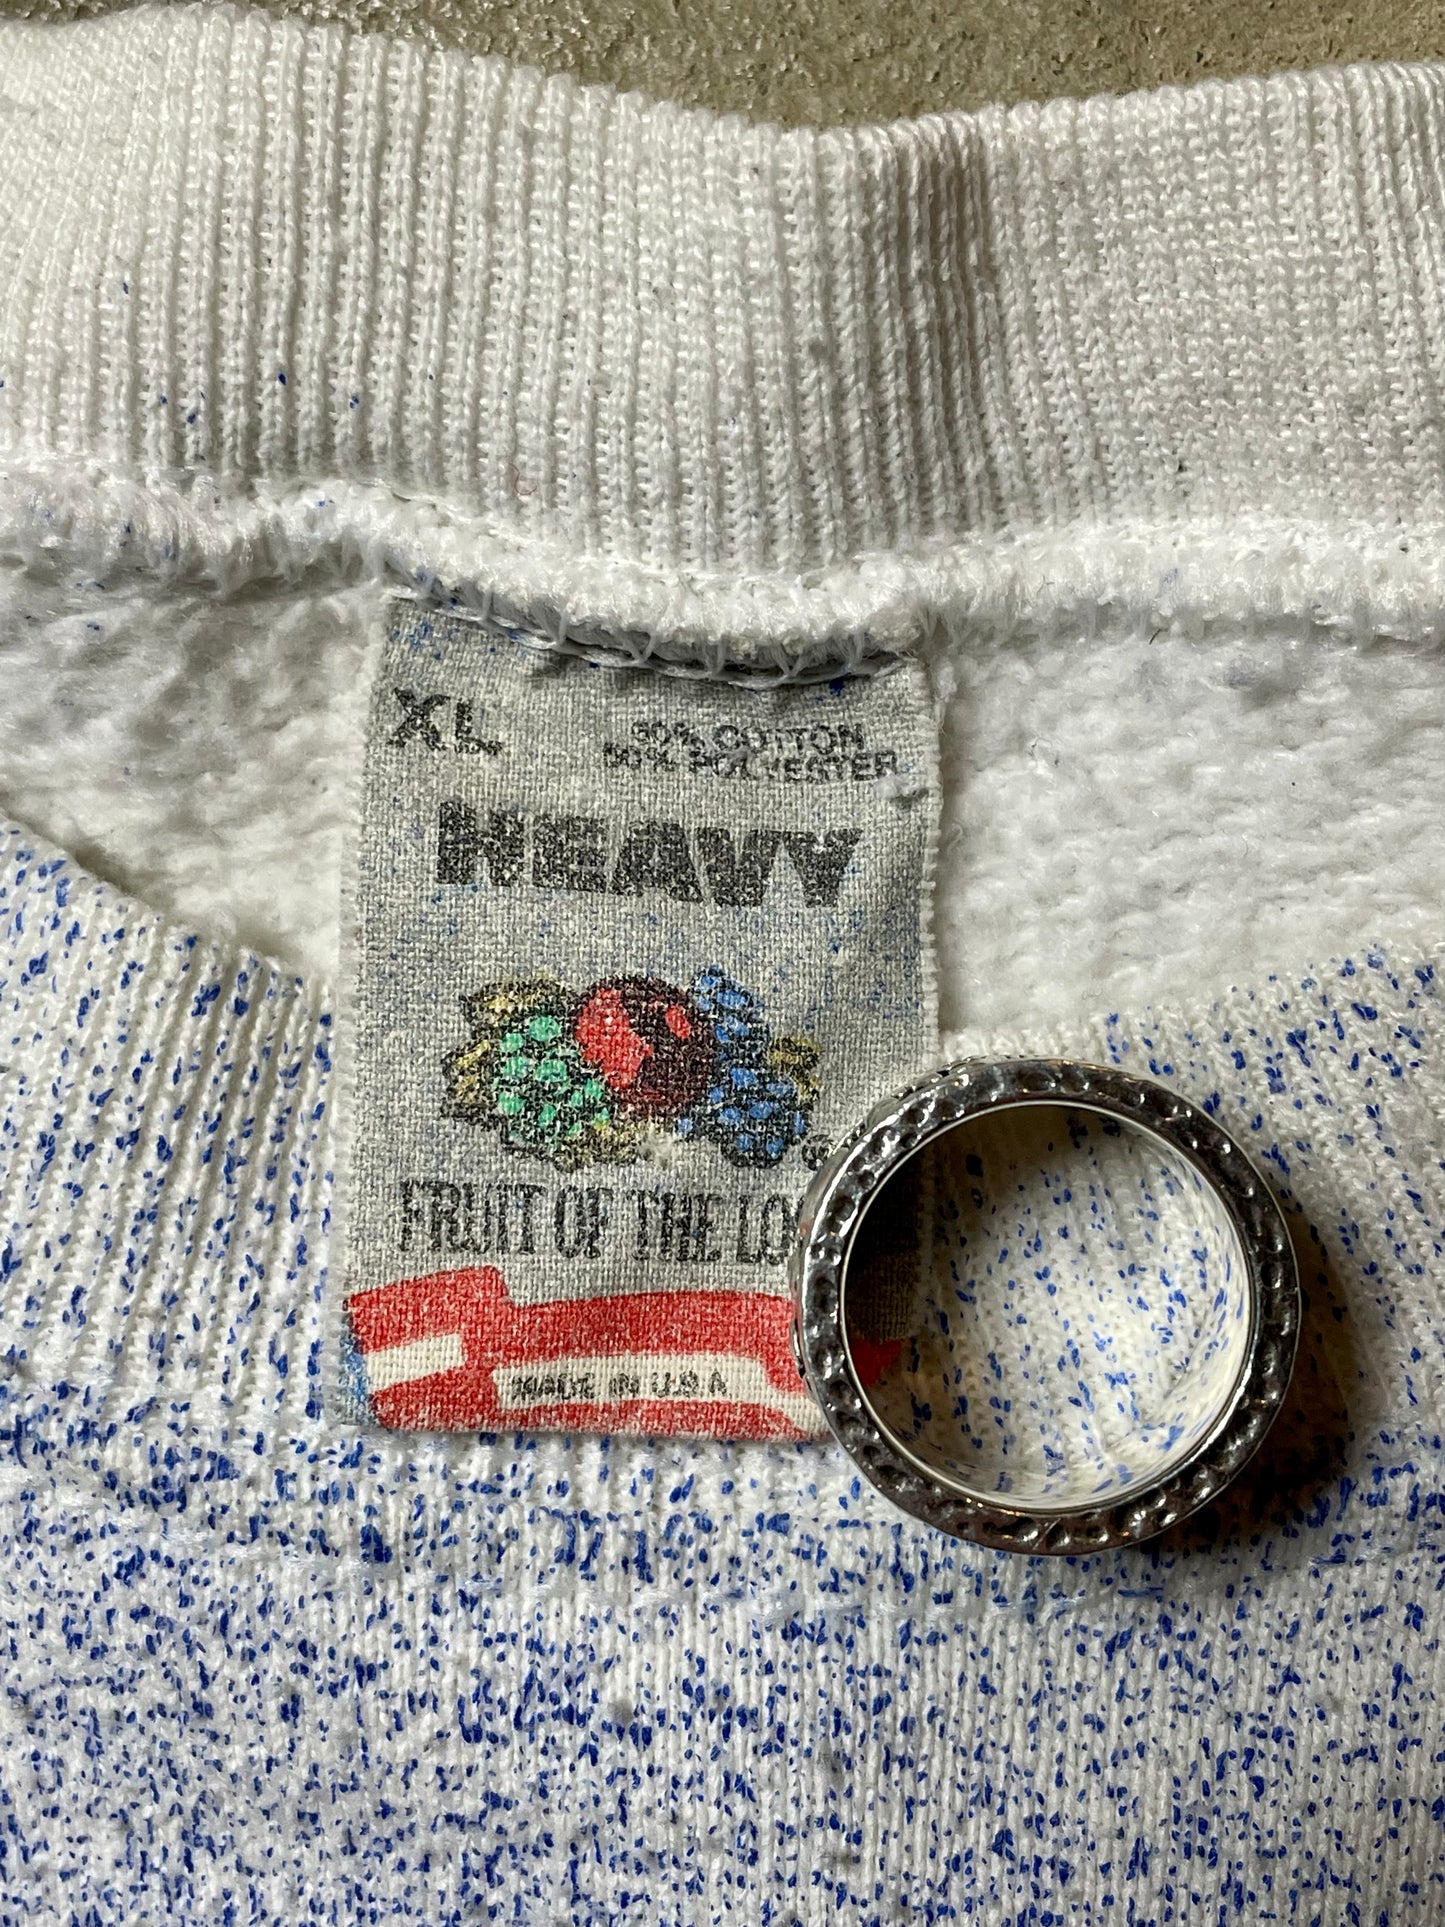 XL
50% COTTON
50% POLYESTER
HEAVY
®
FRUIT OF THE LO
MADE IN U.S.A